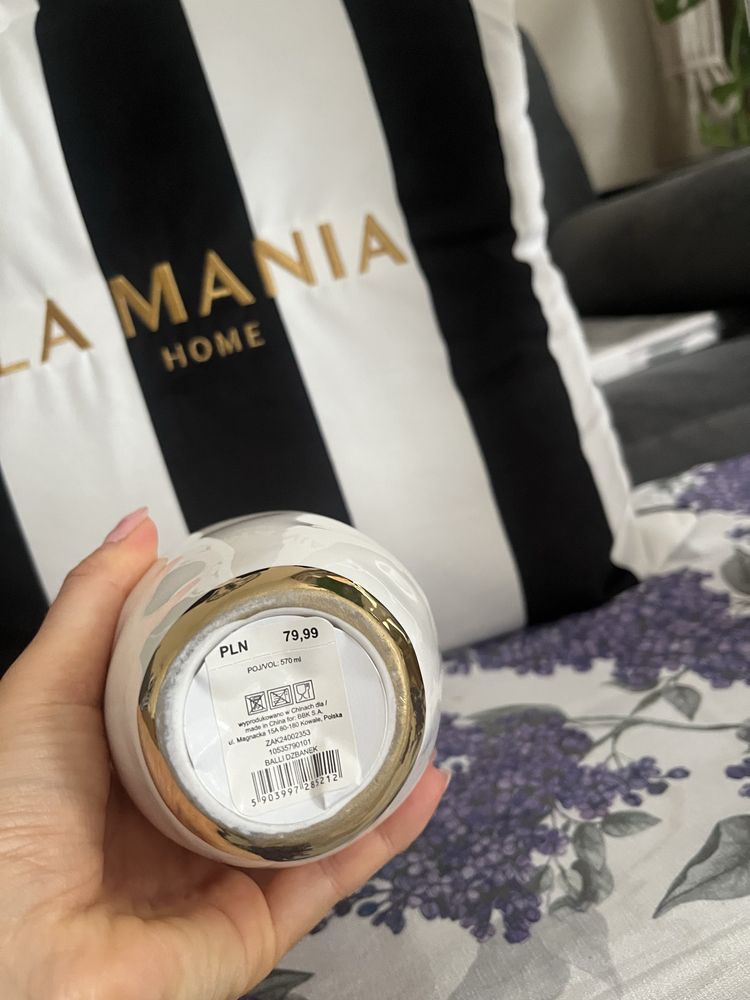 LA MANIA
HOME
PLN 79,99
POJ/VOL: 570 ml
wyprodukowano w Chinach dla /
made in China for: BBK S.A.
ul. Magnacka 15A 80-180 Kowale, Polska
ZAK24002353
10535790101
BALLI DZBANEK
5 903997 285212